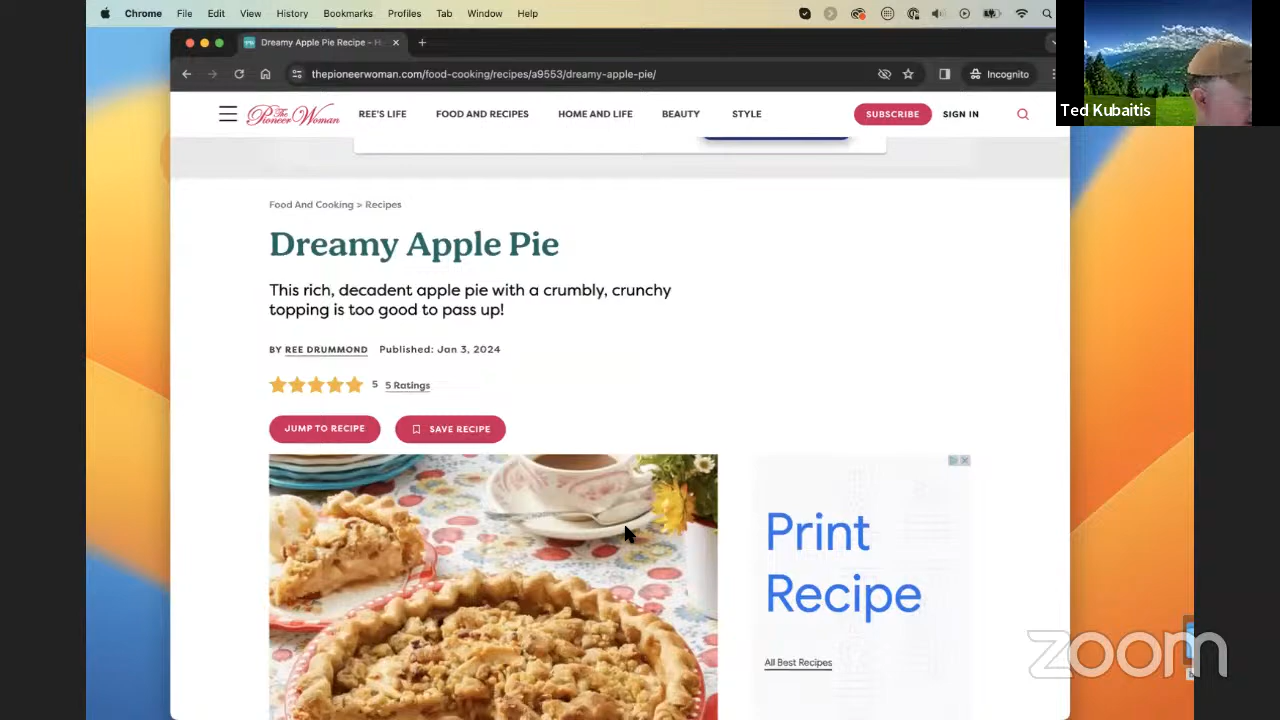 Chrome File Edit View History Bookmarks Profiles Tab Window Help
Dreamy Apple Pie Recipe - H
thepioneerwoman.com/food-cooking/recipes/a9553/dreamy-apple-pie/
Incognito
Ted Kubaitis
The Pioneer Woman
REE'S LIFE FOOD AND RECIPES HOME AND LIFE BEAUTY STYLE
SUBSCRIBE SIGN IN
Food And Cooking > Recipes
Dreamy Apple Pie
This rich, decadent apple pie with a crumbly, crunchy
topping is too good to pass up!
BY REE DRUMMOND Published: Jan 3, 2024
5 5 Ratings
JUMP TO RECIPE SAVE RECIPE
Print
Recipe
All Best Recipes
zoom